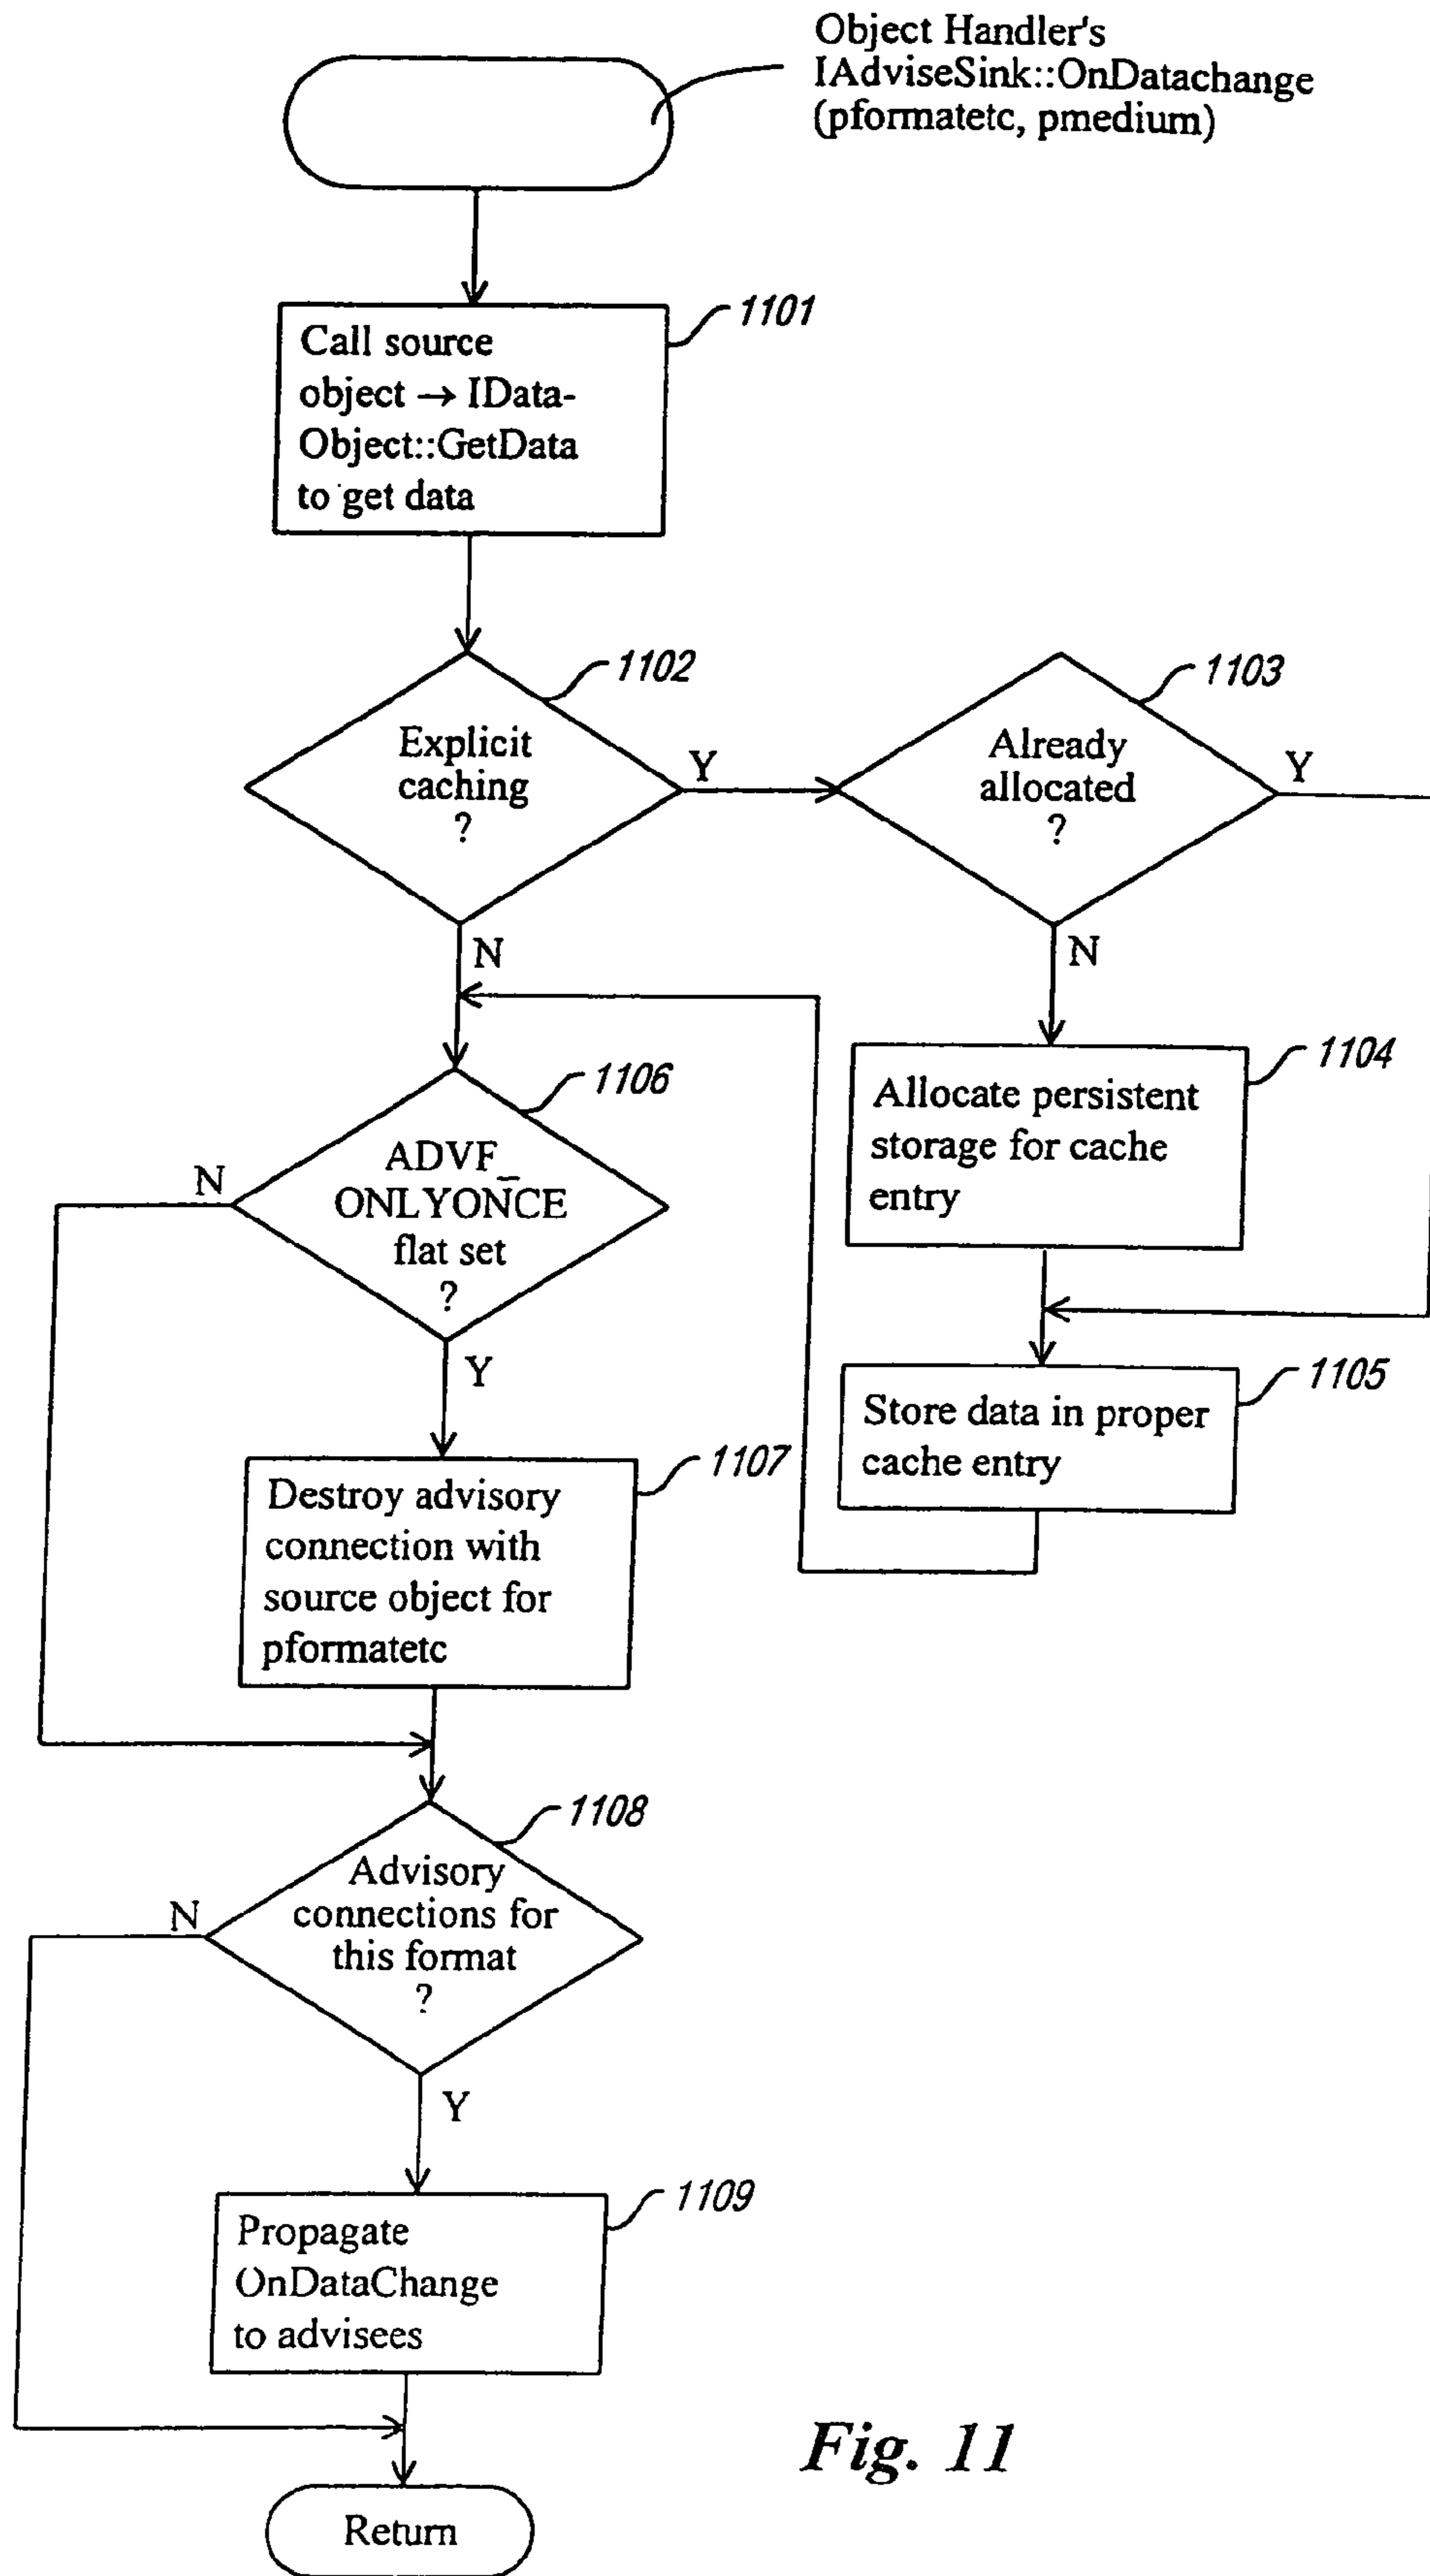 Object Handler's
IAdviseSink::OnDatachange
(pformatetc, pmedium)
1101
Call source
object → IData-
Object::GetData
to get data
1102
Explicit
caching
?
Y
N
1103
Already
allocated
?
Y
N
1104
Allocate persistent
storage for cache
entry
1105
Store data in proper
cache entry
1106
ADVF_
ONLYONCE
flat set
?
N
Y
1107
Destroy advisory
connection with
source object for
pformatetc
1108
Advisory
connections for
this format
?
N
Y
1109
Propagate
OnDataChange
to advisees
Return
Fig. 11